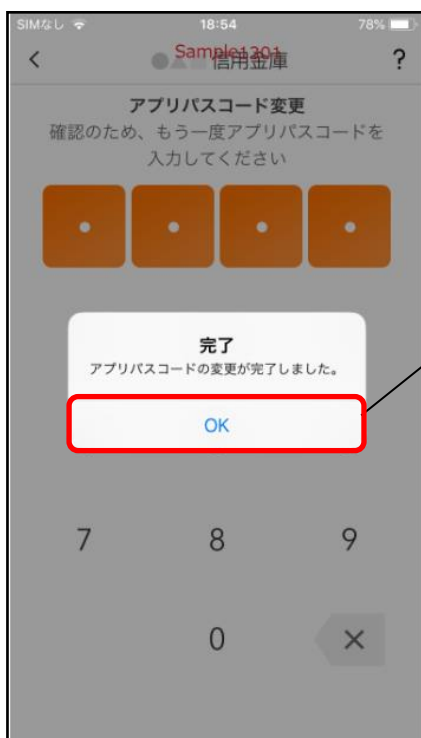 SIMなし 18:54 78%
Sample1201
●▲■信用金庫 ?
アプリパスコード変更
確認のため、もう一度アプリパスコードを
入力してください
完了
アプリパスコードの変更が完了しました。
OK
7 8 9
0